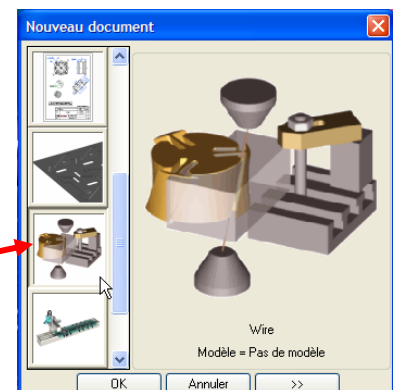 Nouveau document
Wire
Modèle = Pas de modèle
OK
Annuler
>>